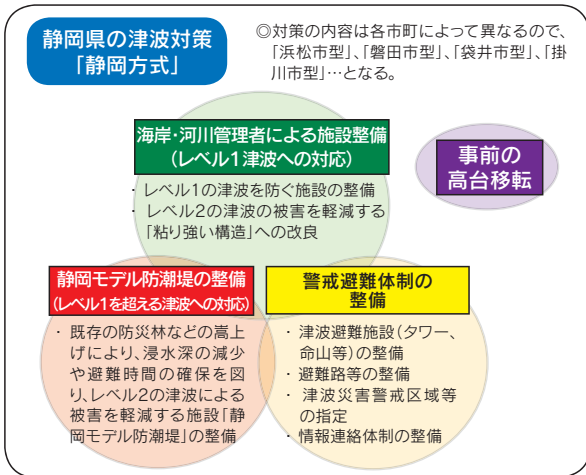 静岡県の津波対策
「静岡方式」
◎対策の内容は各市町によって異なるので、
「浜松市型」、「磐田市型」、「袋井市型」、「掛
川市型」…となる。
海岸・河川管理者による施設整備
(レベル1津波への対応)
・レベル1の津波を防ぐ施設の整備
・レベル2の津波の被害を軽減する
「粘り強い構造」への改良
事前の
高台移転
静岡モデル防潮堤の整備
(レベル1を超える津波への対応)
・既存の防災林などの嵩上
げにより、浸水深の減少
や避難時間の確保を図
り、レベル2の津波による
被害を軽減する施設「静
岡モデル防潮堤」の整備
警戒避難体制の
整備
・津波避難施設(タワー、
命山等)の整備
・避難路等の整備
・津波災害警戒区域等
の指定
・情報連絡体制の整備